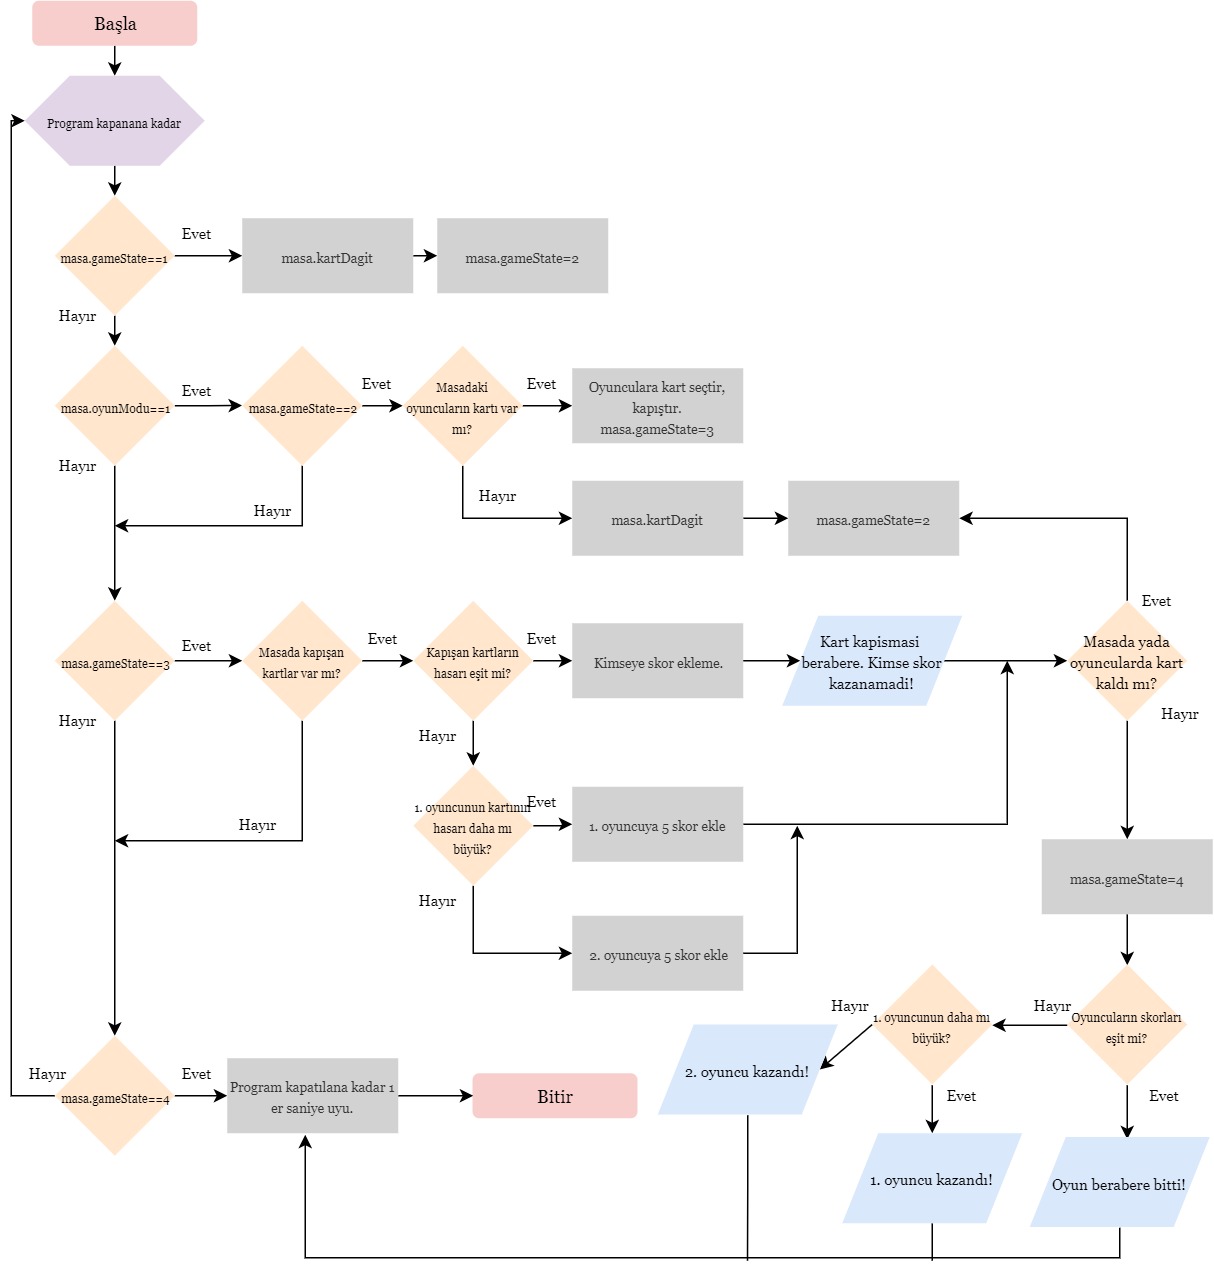 Başla
Program kapanana kadar
masa.gameState==1
Evet
masa.kartDagit
masa.gameState=2
Hayır
masa.oyunModu==1
Evet
masa.gameState==2
Evet
Masadaki
oyuncuların kartı var
mı?
Evet
Oyunculara kart seçtir,
kapıştır.
masa.gameState=3
Hayır
Hayır
Hayır
masa.kartDagit
masa.gameState=2
masa.gameState==3
Evet
Masada kapışan
kartlar var mı?
Evet
Kapışan kartların
hasarı eşit mi?
Evet
Kimseye skor ekleme.
Kart kapismasi
berabere. Kimse skor
kazanamadi!
Evet
Masada yada
oyuncularda kart
kaldı mı?
Hayır
Hayır
Hayır
Hayır
1. oyuncunun kartının
hasarı daha mı
büyük?
Evet
1. oyuncuya 5 skor ekle
Hayır
2. oyuncuya 5 skor ekle
masa.gameState=4
Oyuncuların skorları
eşit mi?
Hayır
1. oyuncunun daha mı
büyük?
Hayır
2. oyuncu kazandı!
Evet
1. oyuncu kazandı!
Evet
Oyun berabere bitti!
Hayır
masa.gameState==4
Evet
Program kapatılana kadar 1
er saniye uyu.
Bitir